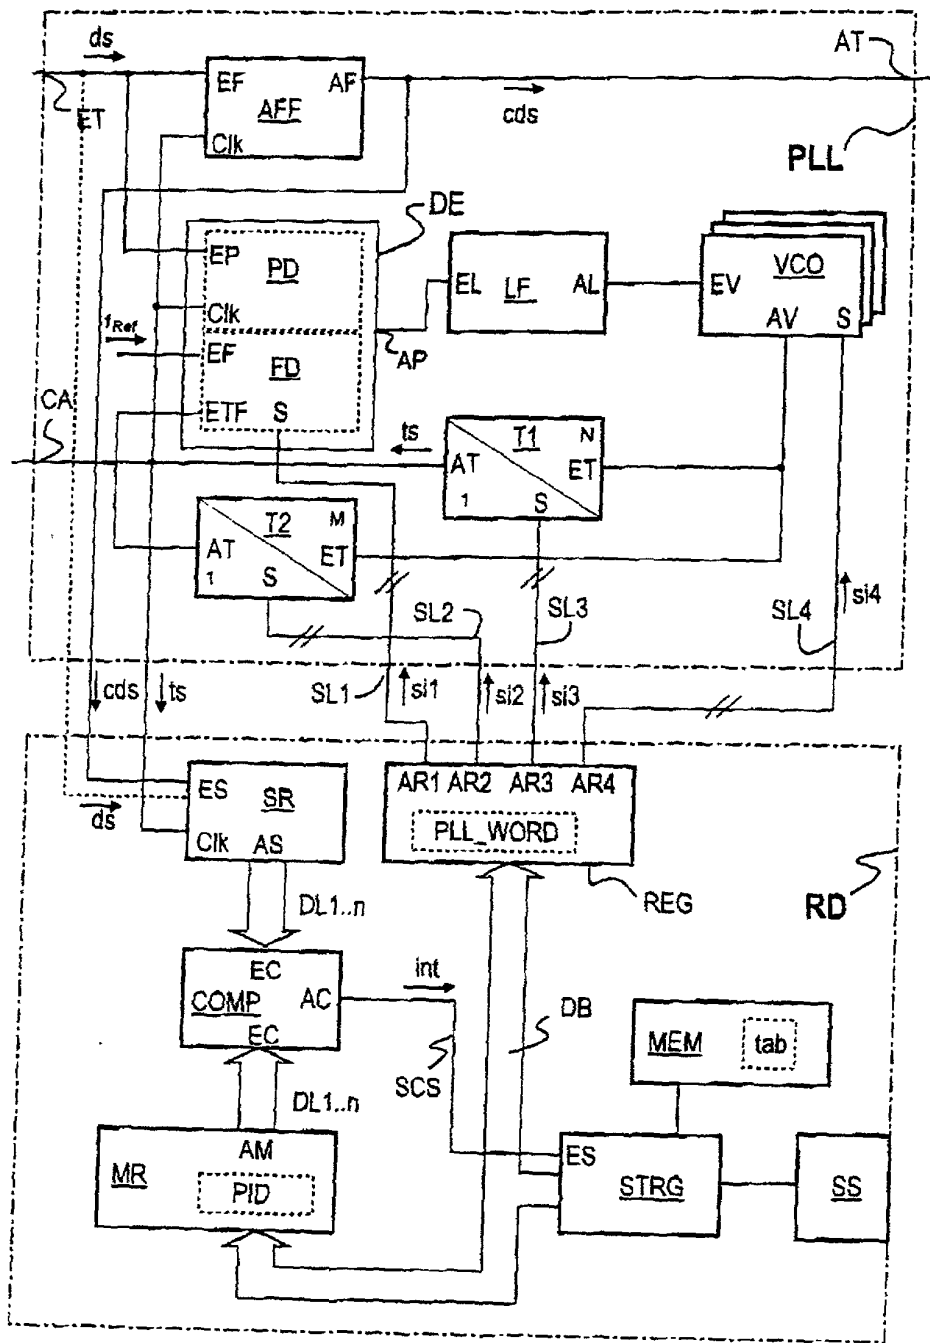 ds
AT
EF AF
AFF
ET
cds
Clk
PLL
DE
EP PD
VCO
EL LF AL
EV
Clk
AV S
fRef
EF
AP
FD
CA
ETF S
ts
T1 N
AT ET
1 S
T2 M
AT ET
1 S
si4
SL2
SL3
SL4
cds
ts
SL1
si1
si2
si3
ES SR
AR1 AR2 AR3 AR4
ds
Clk AS
PLL_WORD
REG
RD
DL1..n
EC
int
COMP AC
DB
EC
MEM tab
SCS
DL1..n
AM
ES
MR
PID
STRG
SS